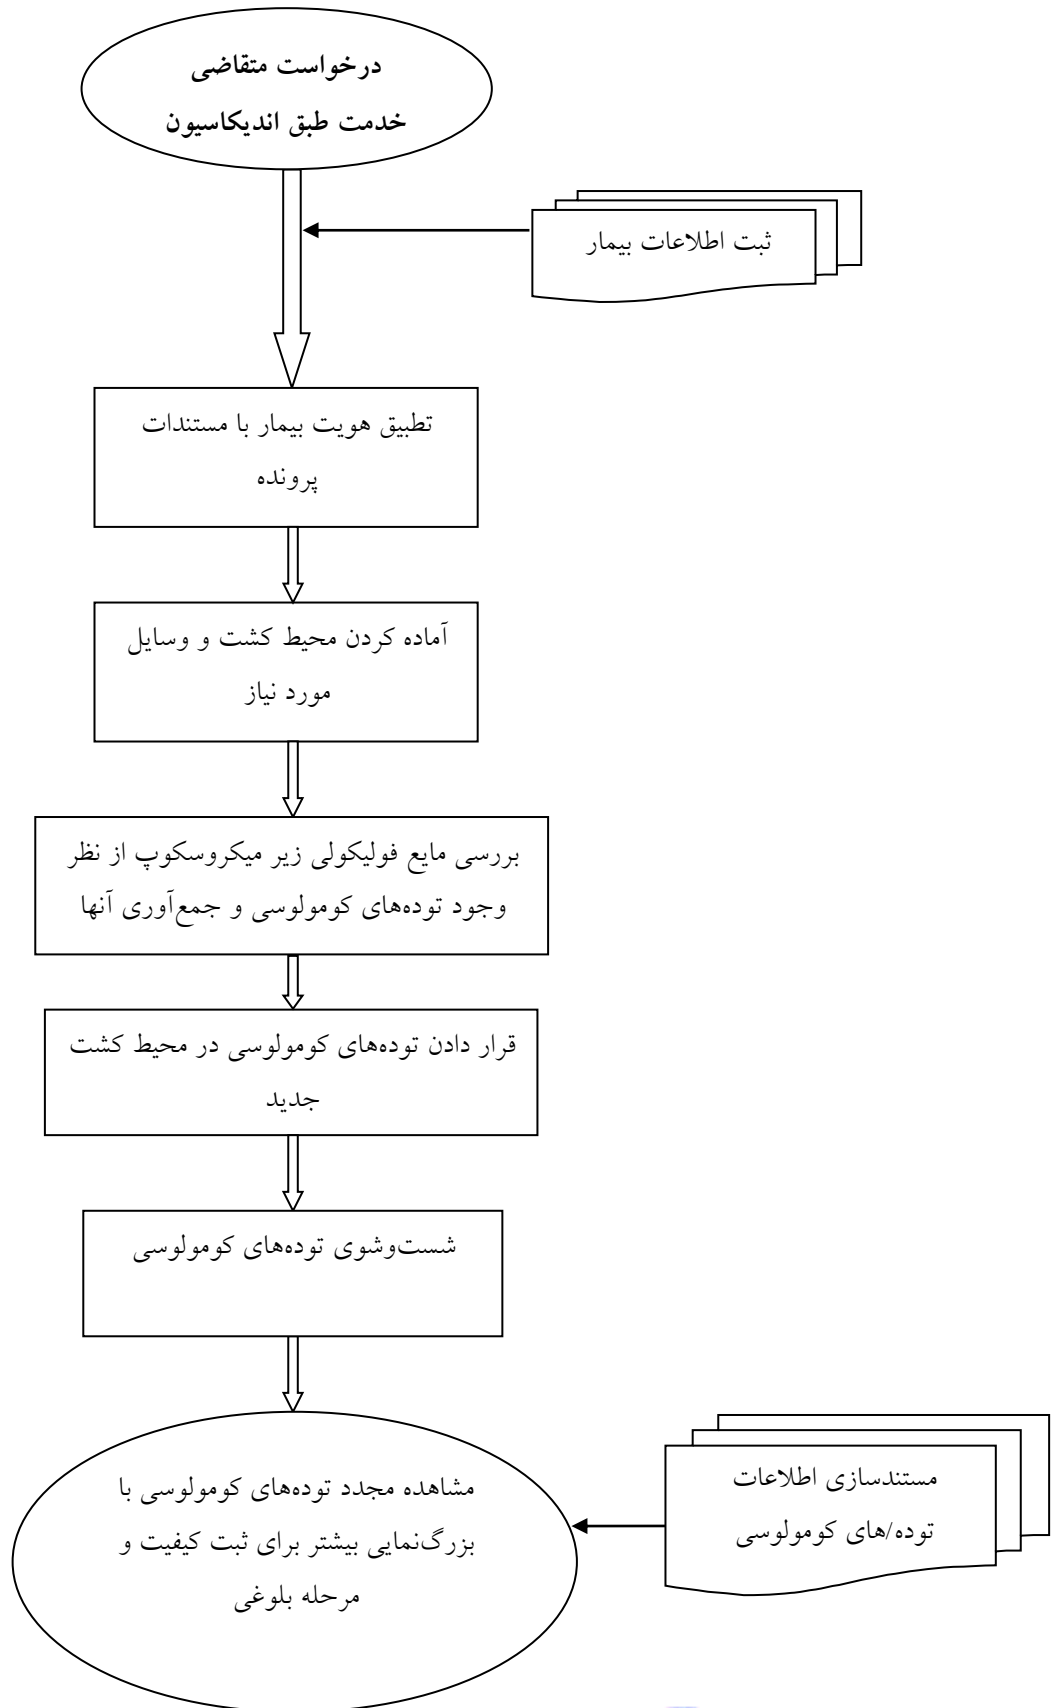 درخواست متقاضی
خدمت طبق اندیکاسیون
ثبت اطلاعات بیمار
تطبیق هویت بیمار با مستندات
پرونده
آماده کردن محیط کشت و وسایل
مورد نیاز
بررسی مایع فولیکولی زیر میکروسکوپ از نظر
وجود توده‌های کومولوسی و جمع‌آوری آنها
قرار دادن توده‌های کومولوسی در محیط کشت
جدید
شست‌وشوی توده‌های کومولوسی
مشاهده مجدد توده‌های کومولوسی با
بزرگ‌نمایی بیشتر برای ثبت کیفیت و
مرحله بلوغی
مستندسازی اطلاعات
توده/های کومولوسی